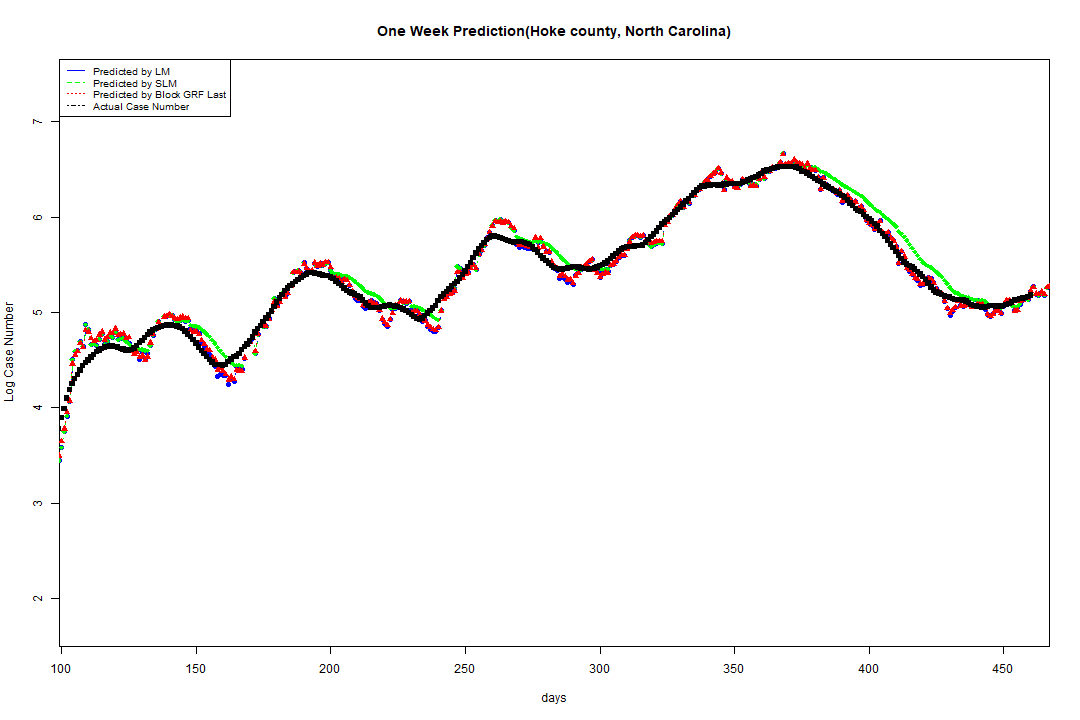 One Week Prediction(Hoke county, North Carolina)
Predicted by LM
Predicted by SLM
Predicted by Block GRF Last
Actual Case Number
7
6
5
4
3
2
Log Case Number
100 150 200 250 300 350 400 450
days